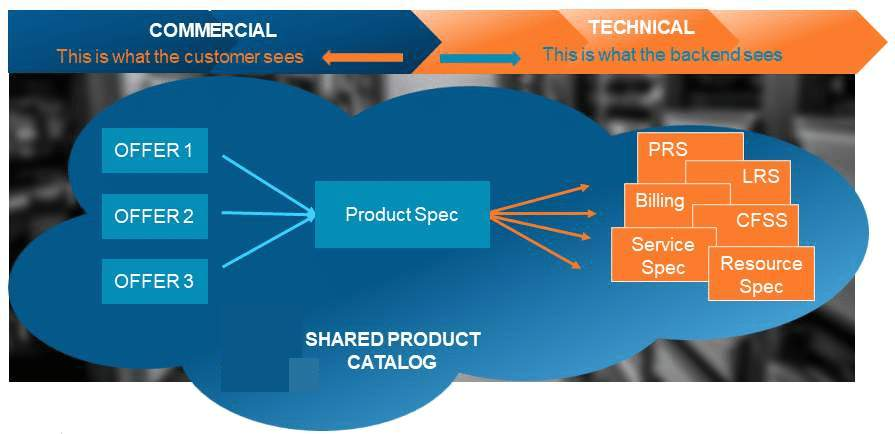 COMMERCIAL
This is what the customer sees
TECHNICAL
This is what the backend sees
OFFER 1
OFFER 2
OFFER 3
Product Spec
PRS
LRS
Billing
CFSS
Service
Spec
Resource
Spec
SHARED PRODUCT
CATALOG